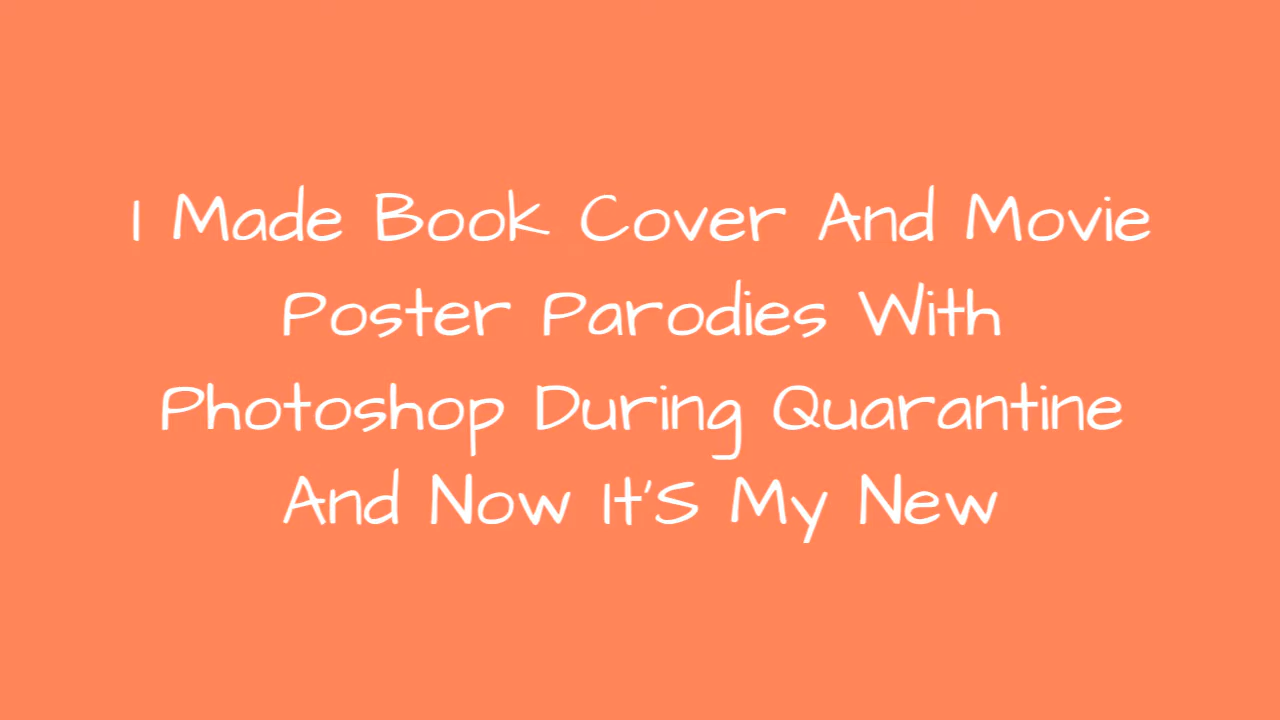 I Made Book Cover And Movie
Poster Parodies With
Photoshop During Quarantine
And Now It'S My New